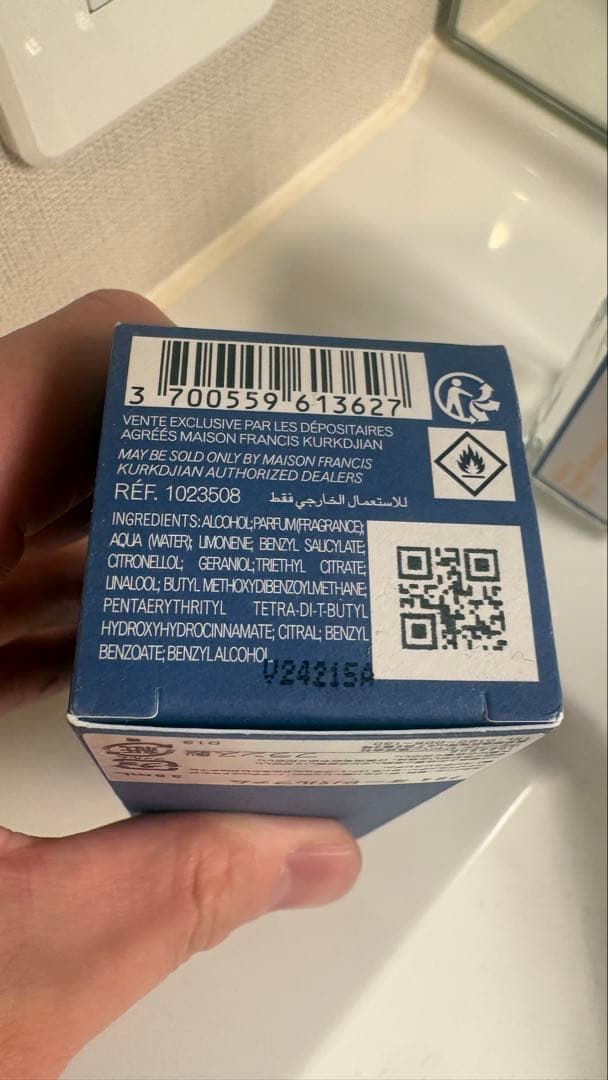 3 700559 613627
VENTE EXCLUSIVE PAR LES DÉPOSITAIRES
AGRÉÉS MAISON FRANCIS KURKDJIAN
MAY BE SOLD ONLY BY MAISON FRANCIS
KURKDJIAN AUTHORIZED DEALERS
RÉF. 1023508 للاستعمال الخارجي فقط
INGREDIENTS: ALCOHOL; PARFUM (FRAGRANCE);
AQUA (WATER); LIMONENE; BENZYL SALICYLATE;
CITRONELLOL; GERANIOL; TRIETHYL CITRATE;
LINALOOL; BUTYL METHOXYDIBENZOYLMETHANE;
PENTAERYTHRITYL TETRA-DI-T-BUTYL
HYDROXYHYDROCINNAMATE; CITRAL; BENZYL
BENZOATE; BENZYL ALCOHOL
V24215A